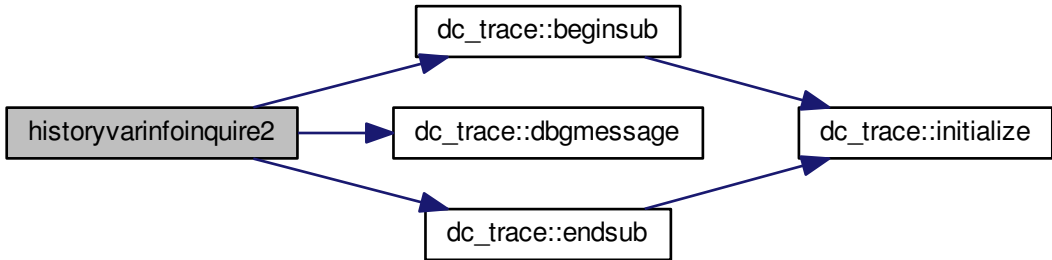 dc_trace::beginsub
historyvarinfoinquire2
dc_trace::dbgmessage
dc_trace::initialize
dc_trace::endsub